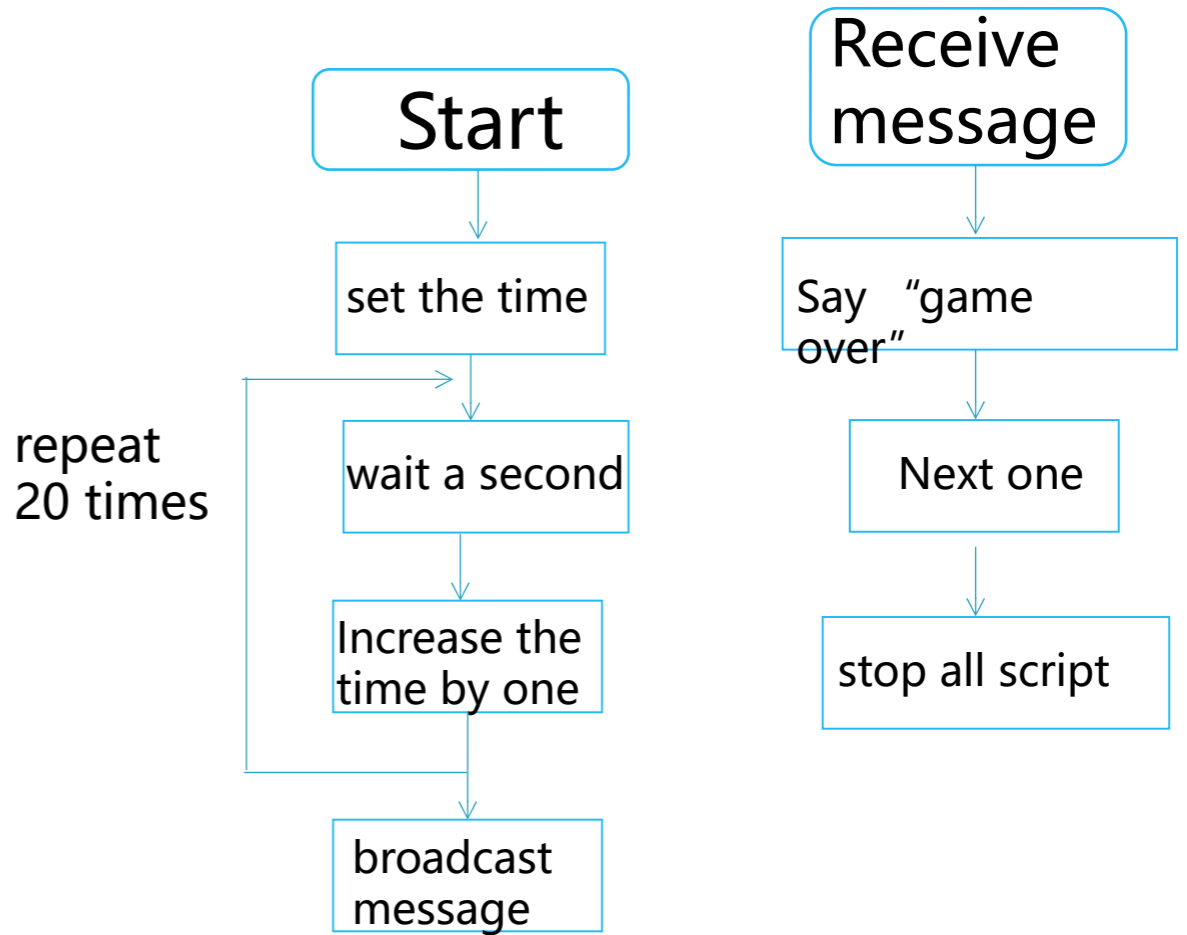 Start
set the time
repeat
20 times
wait a second
Increase the
time by one
broadcast
message
Receive
message
Say “game
over”
Next one
stop all script